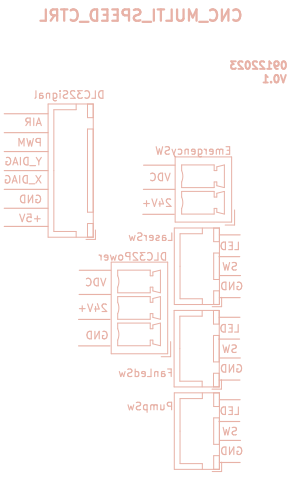 CNC_MULTI_SPEED_CTRL
09122023
V0.1
DLC32Signal
AIR
PWM
Y_DIAG
X_DIAG
GND
+5V
EmergencySW
VDC
24V+
LaserSw
LED
SW
GND
DLC32Power
VDC
24V+
GND
FanLedSw
LED
SW
GND
PumpSw
LED
SW
GND